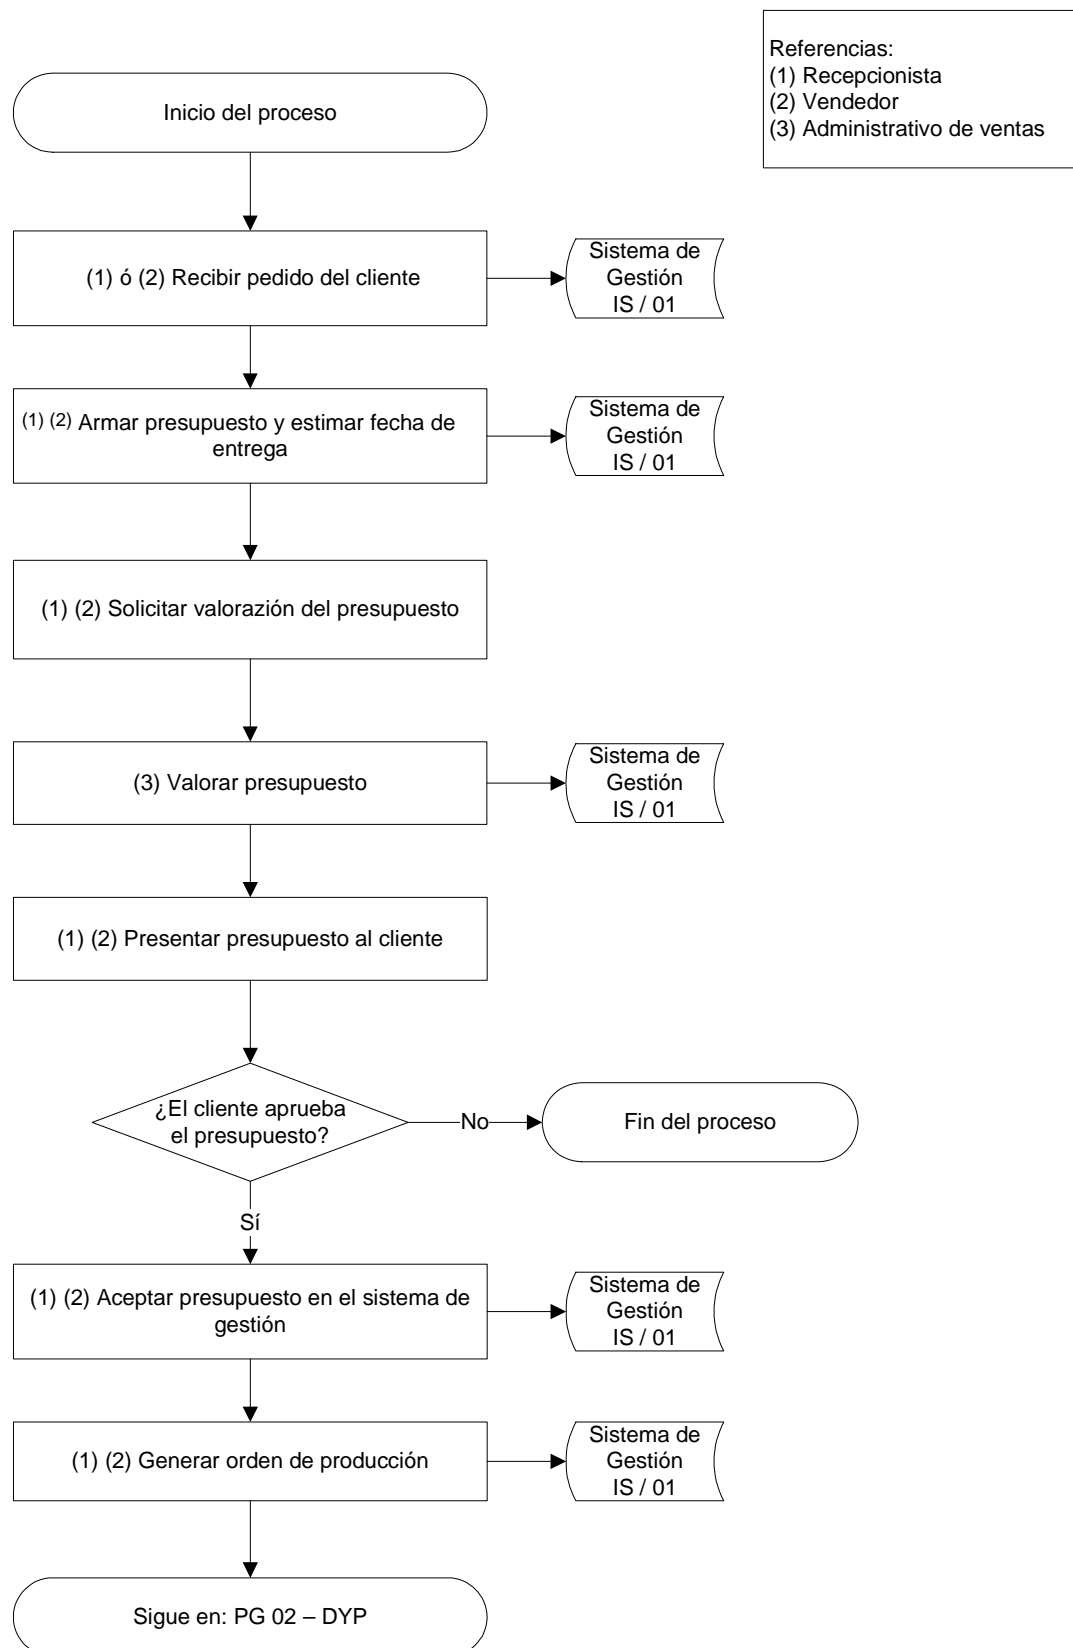 Referencias:
(1) Recepcionista
(2) Vendedor
(3) Administrativo de ventas
Inicio del proceso
(1) ó (2) Recibir pedido del cliente
Sistema de
Gestión
IS / 01
(1) (2) Armar presupuesto y estimar fecha de
entrega
Sistema de
Gestión
IS / 01
(1) (2) Solicitar valorazión del presupuesto
(3) Valorar presupuesto
Sistema de
Gestión
IS / 01
(1) (2) Presentar presupuesto al cliente
¿El cliente aprueba
el presupuesto?
No
Fin del proceso
Sí
(1) (2) Aceptar presupuesto en el sistema de
gestión
Sistema de
Gestión
IS / 01
(1) (2) Generar orden de producción
Sistema de
Gestión
IS / 01
Sigue en: PG 02 – DYP